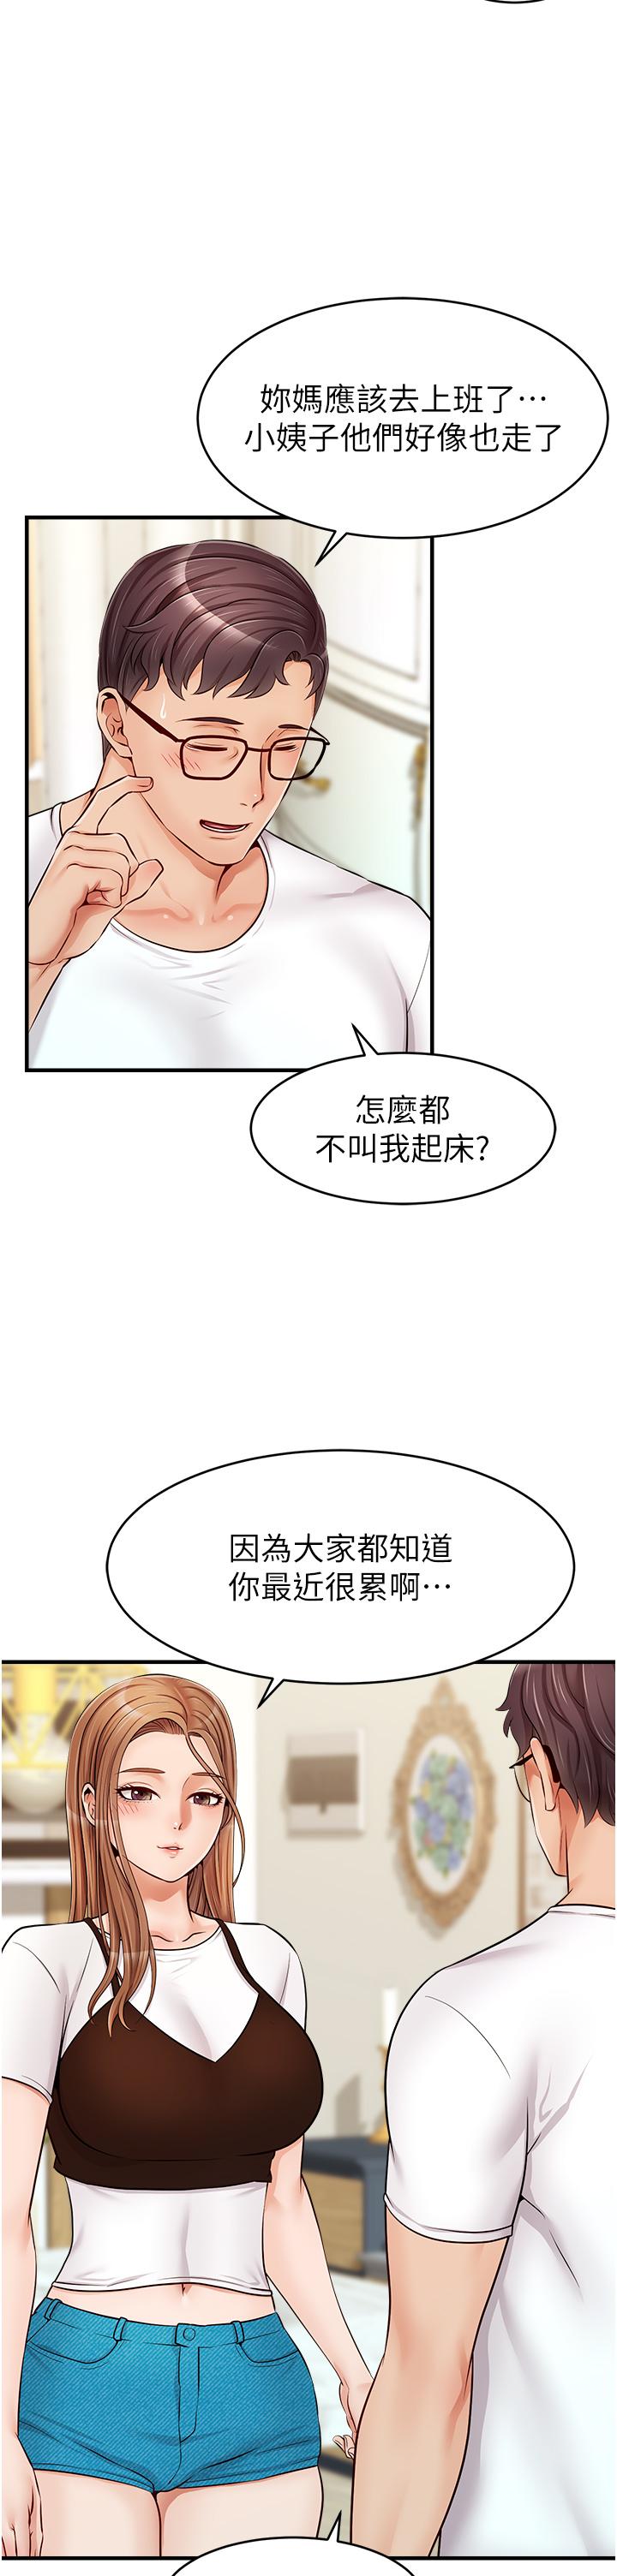 妳媽應該去上班了⋯
小姨子他們好像也走了
怎麼都
不叫我起床?
因為大家都知道
你最近很累啊⋯